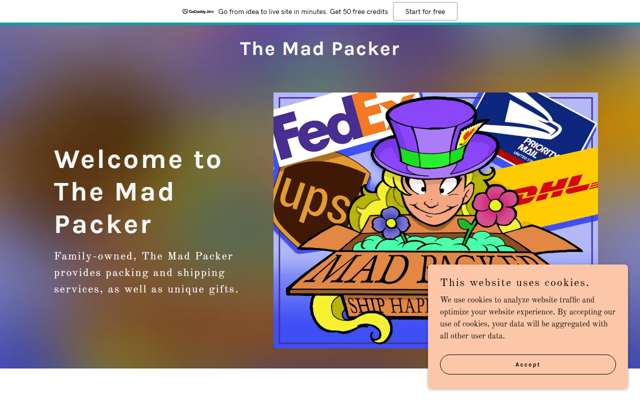 GoDaddy Airo Go from idea to live site in minutes. Get 50 free credits Start for free
The Mad Packer
Welcome to
The Mad
Packer
Family-owned, The Mad Packer
provides packing and shipping
services, as well as unique gifts.
FedEx
PRIORITY
MAIL
ups
DHL
MAD
SHIP
This website uses cookies.
We use cookies to analyze website traffic and
optimize your website experience. By accepting our
use of cookies, your data will be aggregated with
all other user data.
Accept